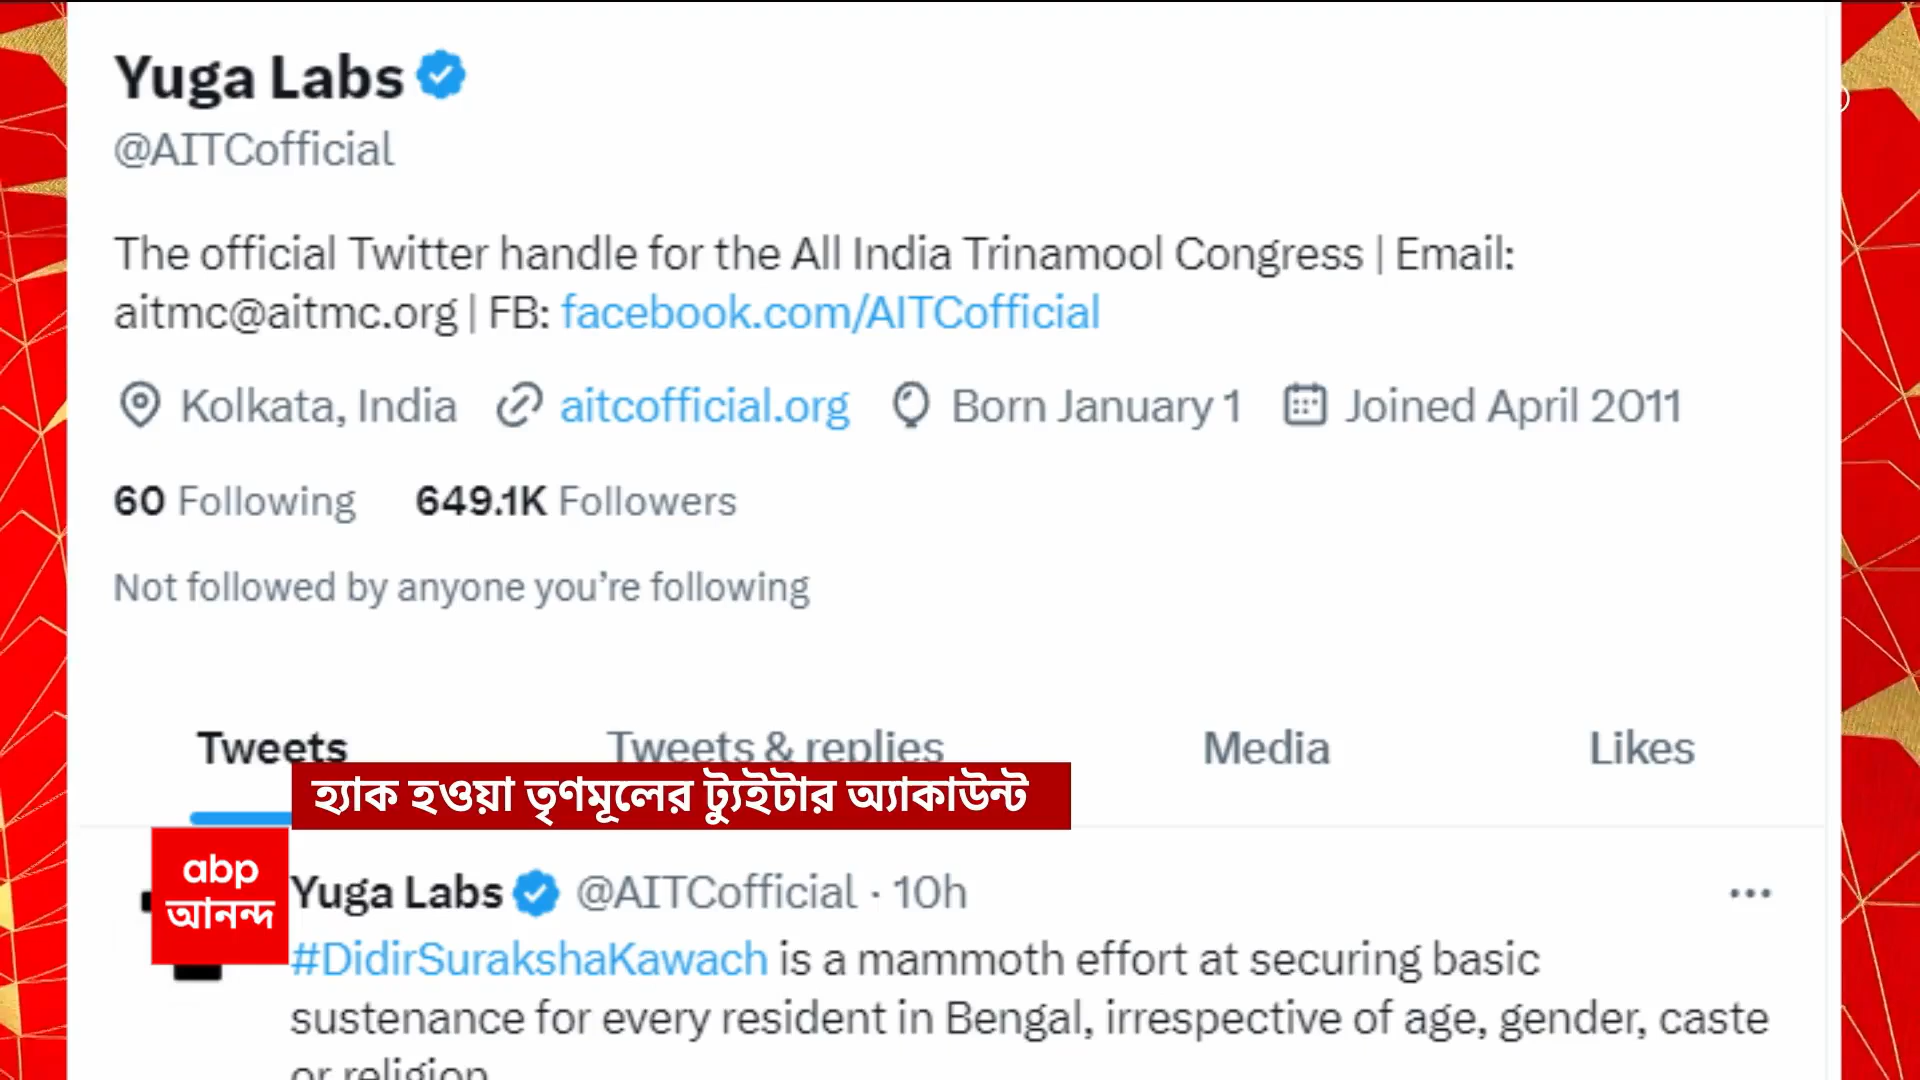 Yuga Labs
@AITCofficial
The official Twitter handle for the All India Trinamool Congress | Email:
aitmc@aitmc.org | FB: facebook.com/AITCofficial
Kolkata, India aitcofficial.org Born January 1 Joined April 2011
60 Following 649.1K Followers
Not followed by anyone you're following
Tweets Tweets & replies Media Likes
হ্যাক হওয়া তৃণমূলের ট্যুইটার অ্যাকাউন্ট
abp
আনন্দ
Yuga Labs @AITCofficial · 10h
#DidirSurakshaKawach is a mammoth effort at securing basic
sustenance for every resident in Bengal, irrespective of age, gender, caste
or religion